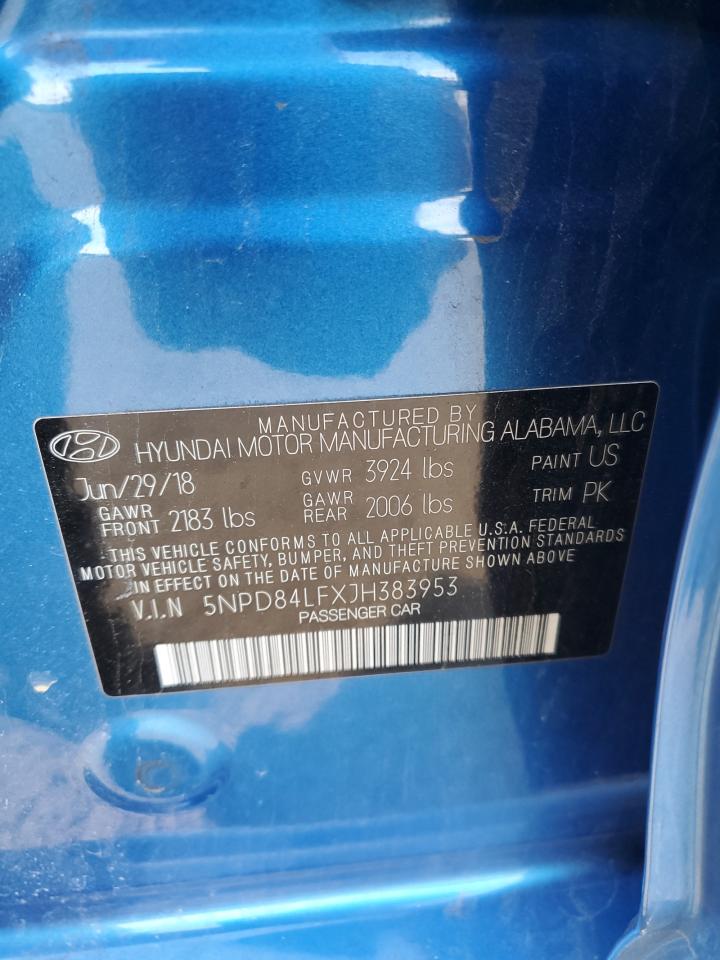 MANUFACTURED BY
HYUNDAI MOTOR MANUFACTURING ALABAMA, LLC
Jun/29/18 GVWR 3924 lbs PAINT US
GAWR FRONT 2183 lbs GAWR REAR 2006 lbs TRIM PK
THIS VEHICLE CONFORMS TO ALL APPLICABLE U.S.A. FEDERAL
MOTOR VEHICLE SAFETY, BUMPER, AND THEFT PREVENTION STANDARDS
IN EFFECT ON THE DATE OF MANUFACTURE SHOWN ABOVE
V.I.N 5NPD84LFXJH383953
PASSENGER CAR